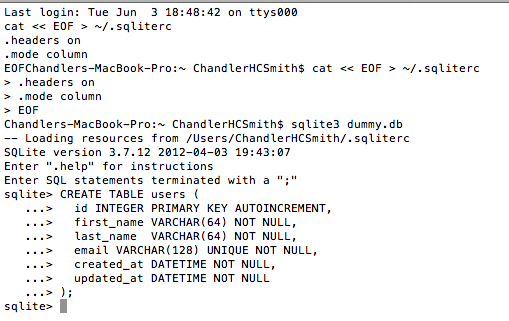 Last login: Tue Jun  3 18:48:42 on ttys000
cat << EOF > ~/.sqliterc
.headers on
.mode column
EOFChandlers-MacBook-Pro:~ ChandlerHCSmith$ cat << EOF > ~/.sqliterc
> .headers on
> .mode column
> EOF
Chandlers-MacBook-Pro:~ ChandlerHCSmith$ sqlite3 dummy.db
-- Loading resources from /Users/ChandlerHCSmith/.sqliterc
SQLite version 3.7.12 2012-04-03 19:43:07
Enter ".help" for instructions
Enter SQL statements terminated with a ";"
sqlite> CREATE TABLE users (
   ...>   id INTEGER PRIMARY KEY AUTOINCREMENT,
   ...>   first_name VARCHAR(64) NOT NULL,
   ...>   last_name  VARCHAR(64) NOT NULL,
   ...>   email VARCHAR(128) UNIQUE NOT NULL,
   ...>   created_at DATETIME NOT NULL,
   ...>   updated_at DATETIME NOT NULL
   ...> );
sqlite>